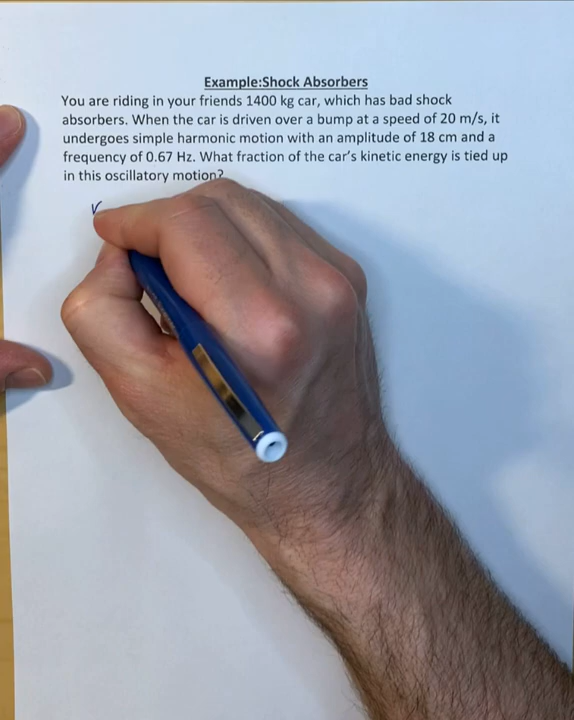 Example:Shock Absorbers
You are riding in your friends 1400 kg car, which has bad shock
absorbers. When the car is driven over a bump at a speed of 20 m/s, it
undergoes simple harmonic motion with an amplitude of 18 cm and a
frequency of 0.67 Hz. What fraction of the car's kinetic energy is tied up
in this oscillatory motion?